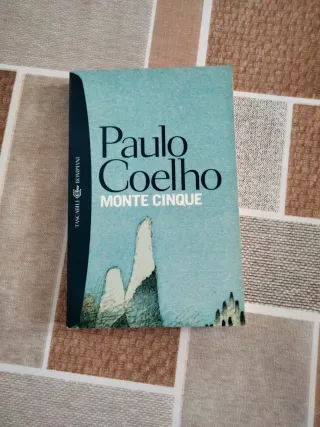 Paulo
Coelho
MONTE CINQUE
TASCABILI BOMPIANI